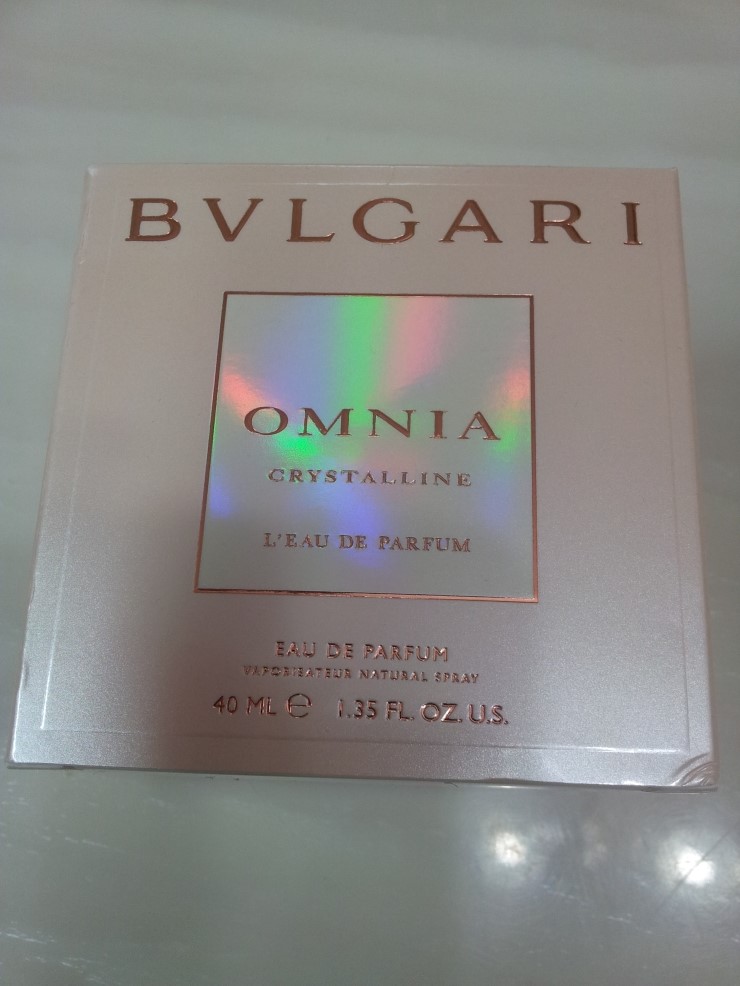 BVLGARI
OMNIA
CRYSTALLINE
L'EAU DE PARFUM
EAU DE PARFUM
VAPORISATEUR NATURAL SPRAY
40 ML ℮ 1.35 FL. OZ. U.S.